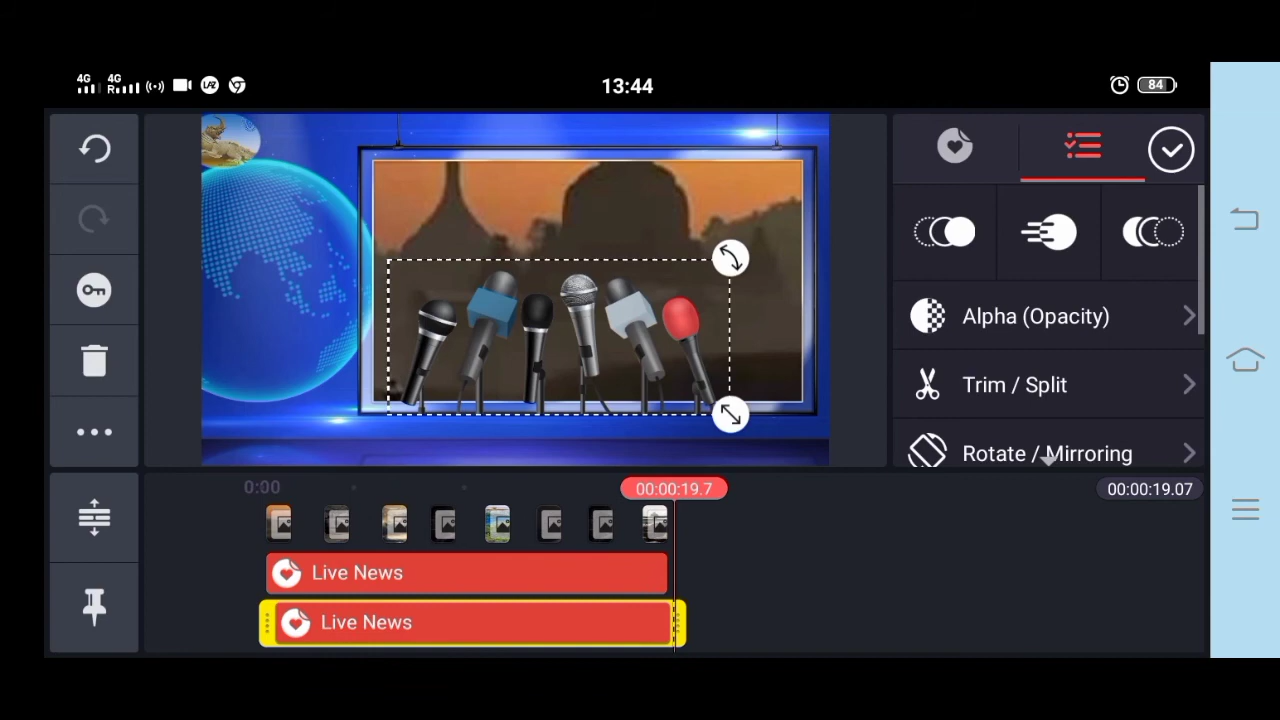 4G 4G
R
LAZ
13:44
84
Alpha (Opacity)
Trim / Split
Rotate / Mirroring
0:00
00:00:19.7
00:00:19.07
Live News
Live News